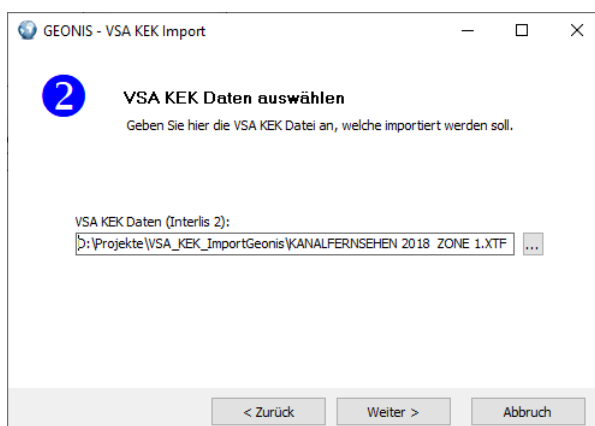 GEONIS - VSA KEK Import
2
VSA KEK Daten auswählen
Geben Sie hier die VSA KEK Datei an, welche importiert werden soll.
VSA KEK Daten (Interlis 2):
D:\Projekte\VSA_KEK_ImportGeonis\KANALFERNSEHEN 2018 ZONE 1.XTF
...
< Zurück
Weiter >
Abbruch